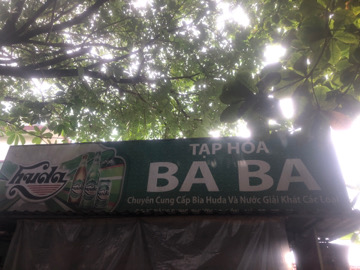 Huda
TẠP HÓA
BA BA
Chuyên Cung Cấp Bia Huda Và Nước Giải Khát Các Loại